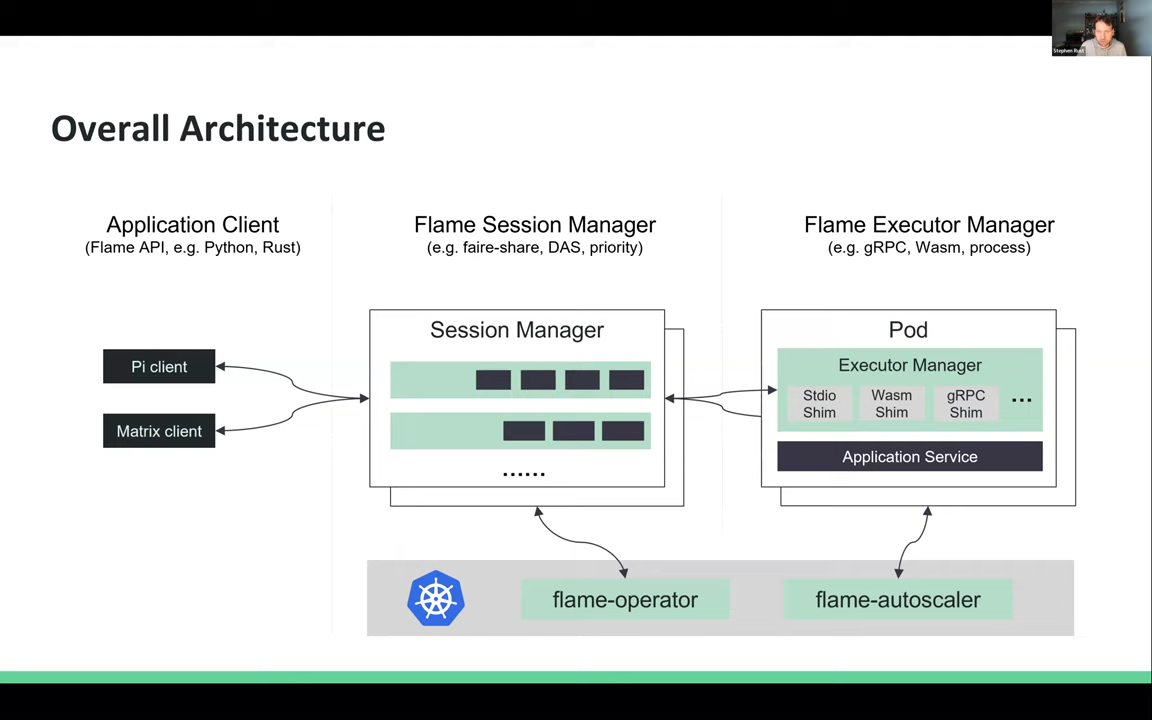 Stephen Rust
Overall Architecture
Application Client
(Flame API, e.g. Python, Rust)
Flame Session Manager
(e.g. faire-share, DAS, priority)
Flame Executor Manager
(e.g. gRPC, Wasm, process)
Pi client
Matrix client
Session Manager
......
Pod
Executor Manager
Stdio
Shim
Wasm
Shim
gRPC
Shim
...
Application Service
flame-operator
flame-autoscaler